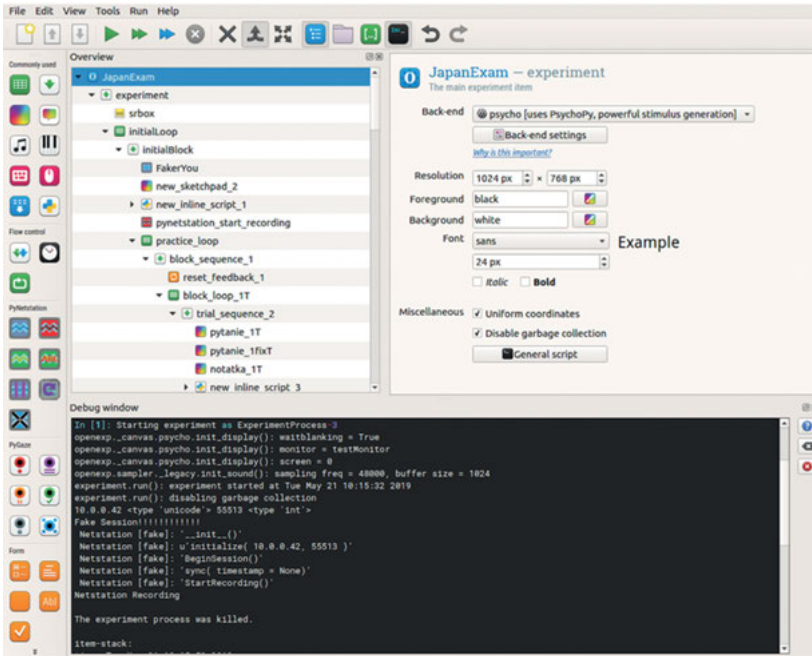 File Edit View Tools Run Help
Overview
Commonly used
Flow control
PyNetstation
PyGaze
Form
Abl
JapanExam
experiment
srbox
initialLoop
initialBlock
FakerYou
new_sketchpad_2
new_inline_script_1
pynetstation_start_recording
practice_loop
block_sequence_1
reset_feedback_1
block_loop_1T
trial_sequence_2
pytanie_1T
pytanie_1fixT
notatka_1T
new_inline_script_3
JapanExam — experiment
The main experiment item
Back-end psycho [uses PsychoPy, powerful stimulus generation]
Back-end settings
Why is this important?
Resolution 1024 px × 768 px
Foreground black
Background white
Font sans Example
24 px
Italic Bold
Miscellaneous Uniform coordinates
Disable garbage collection
General script
Debug window
In [1]: Starting experiment as ExperimentProcess-3
openexp._canvas.psycho.init_display(): waitblanking = True
openexp._canvas.psycho.init_display(): monitor = testMonitor
openexp._canvas.psycho.init_display(): screen = 0
openexp.sampler._legacy.init_sound(): sampling freq = 48000, buffer size = 1024
experiment.run(): experiment started at Tue May 21 10:15:32 2019
experiment.run(): disabling garbage collection
10.0.0.42 <type 'unicode'> 55513 <type 'int'>
Fake Session!!!!!!!!!!!!
Netstation [fake]: '__init__()'
Netstation [fake]: u'initialize( 10.0.0.42, 55513 )'
Netstation [fake]: 'BeginSession()'
Netstation [fake]: 'sync( timestamp = None)'
Netstation [fake]: 'StartRecording()'
Netstation Recording
The experiment process was killed.
item-stack: